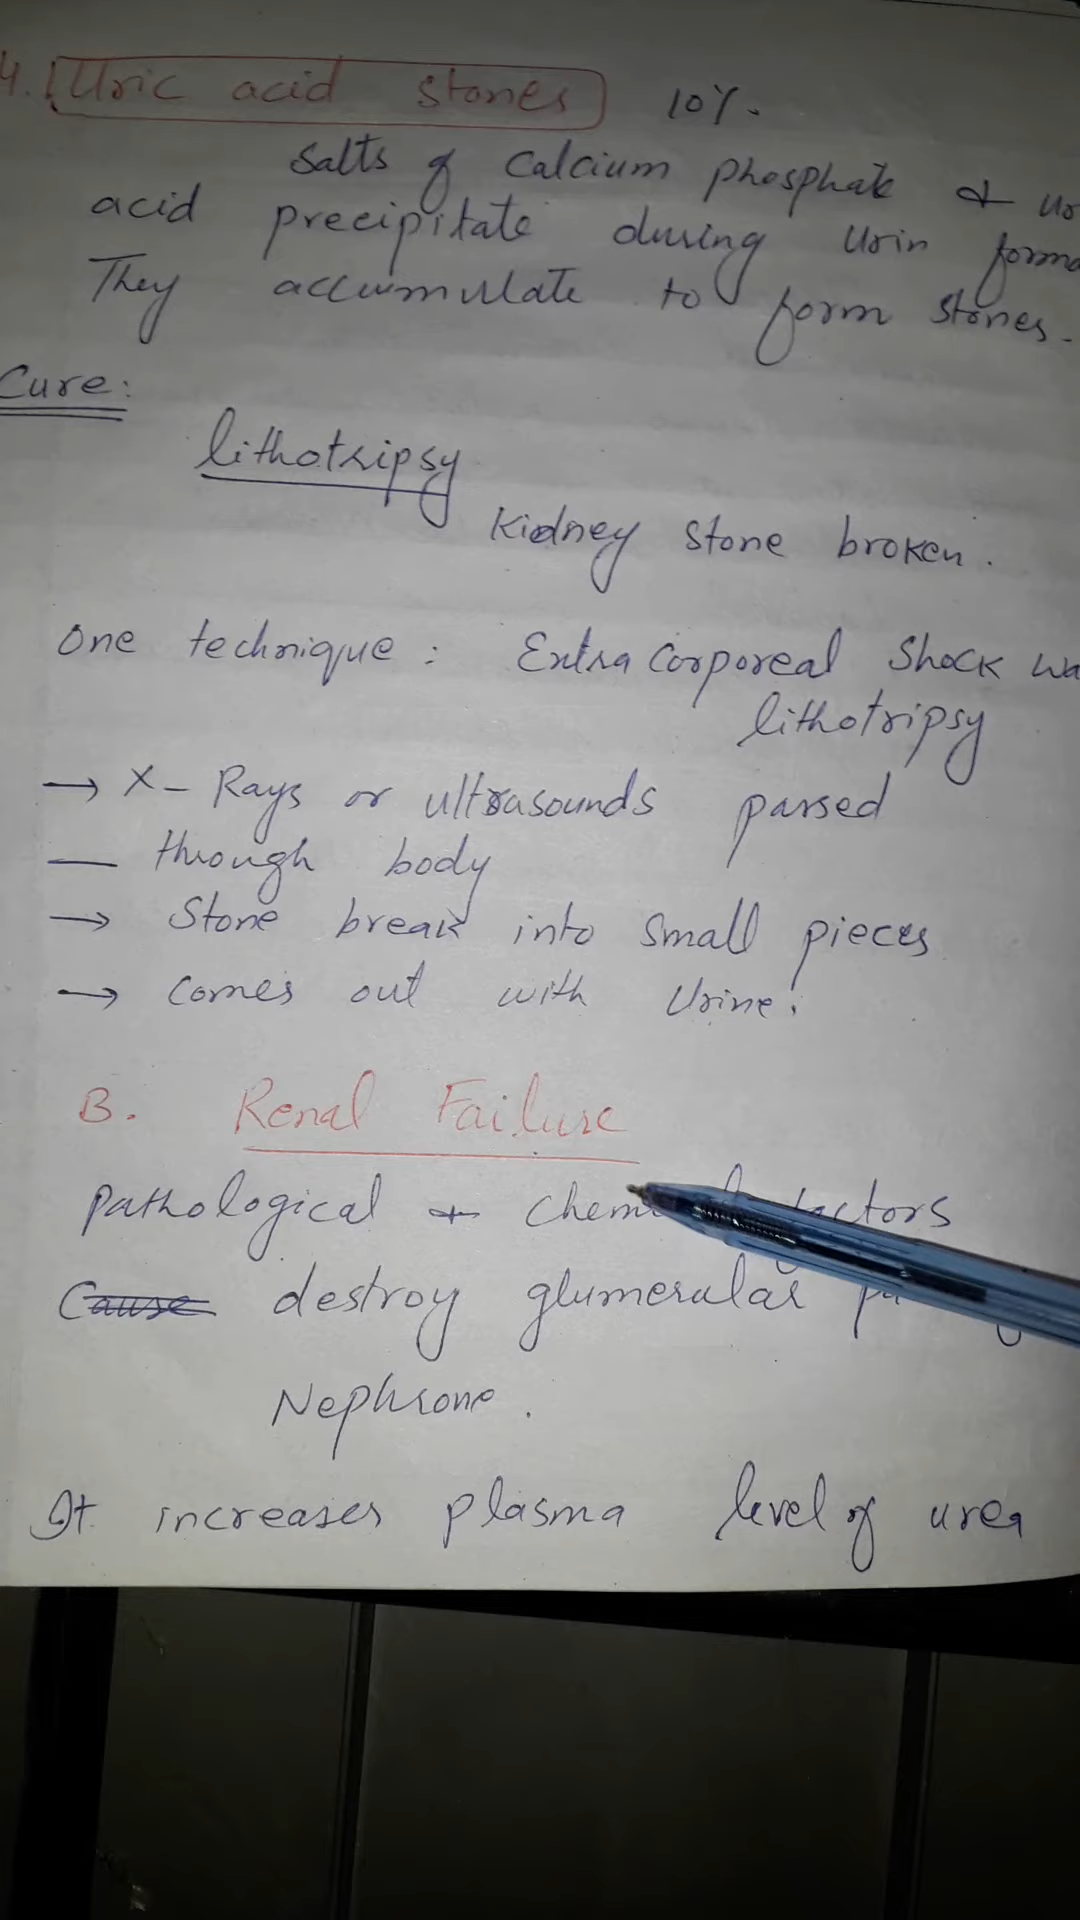 4. Uric acid stones 10%.
Salts of Calcium phosphate & ur
acid precipitate during Urin forma
They accumulate to form stones.
Cure:
lithotripsy
Kidney stone broken.
One technique: Extra Corporeal Shock wa
lithotripsy
→ X-Rays or ultrasounds parsed
— through body
→ Stone break into small pieces
→ Comes out with Urine.
B. Renal Failure
pathological & factors
Cause destroy glumerular
Nephrone.
It increases plasma level of urea